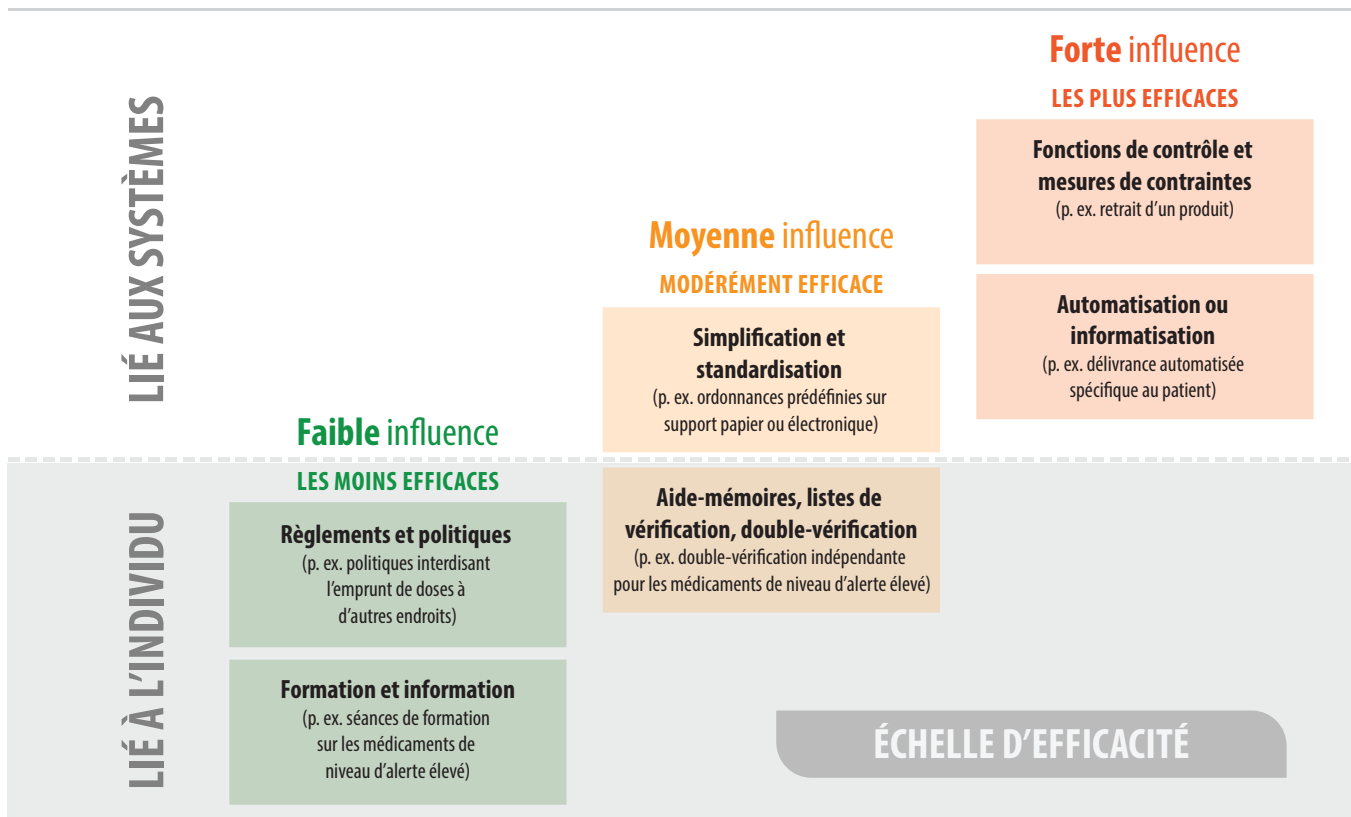 LIÉ AUX SYSTÈMES
LIÉ À L'INDIVIDU
Faible influence
LES MOINS EFFICACES
Règlements et politiques
(p. ex. politiques interdisant
l'emprunt de doses à
d'autres endroits)
Formation et information
(p. ex. séances de formation
sur les médicaments de
niveau d'alerte élevé)
Moyenne influence
MODÉRÉMENT EFFICACE
Simplification et
standardisation
(p. ex. ordonnances prédéfinies sur
support papier ou électronique)
Aide-mémoires, listes de
vérification, double-vérification
(p. ex. double-vérification indépendante
pour les médicaments de niveau d'alerte élevé)
Forte influence
LES PLUS EFFICACES
Fonctions de contrôle et
mesures de contraintes
(p. ex. retrait d'un produit)
Automatisation ou
informatisation
(p. ex. délivrance automatisée
spécifique au patient)
ÉCHELLE D'EFFICACITÉ